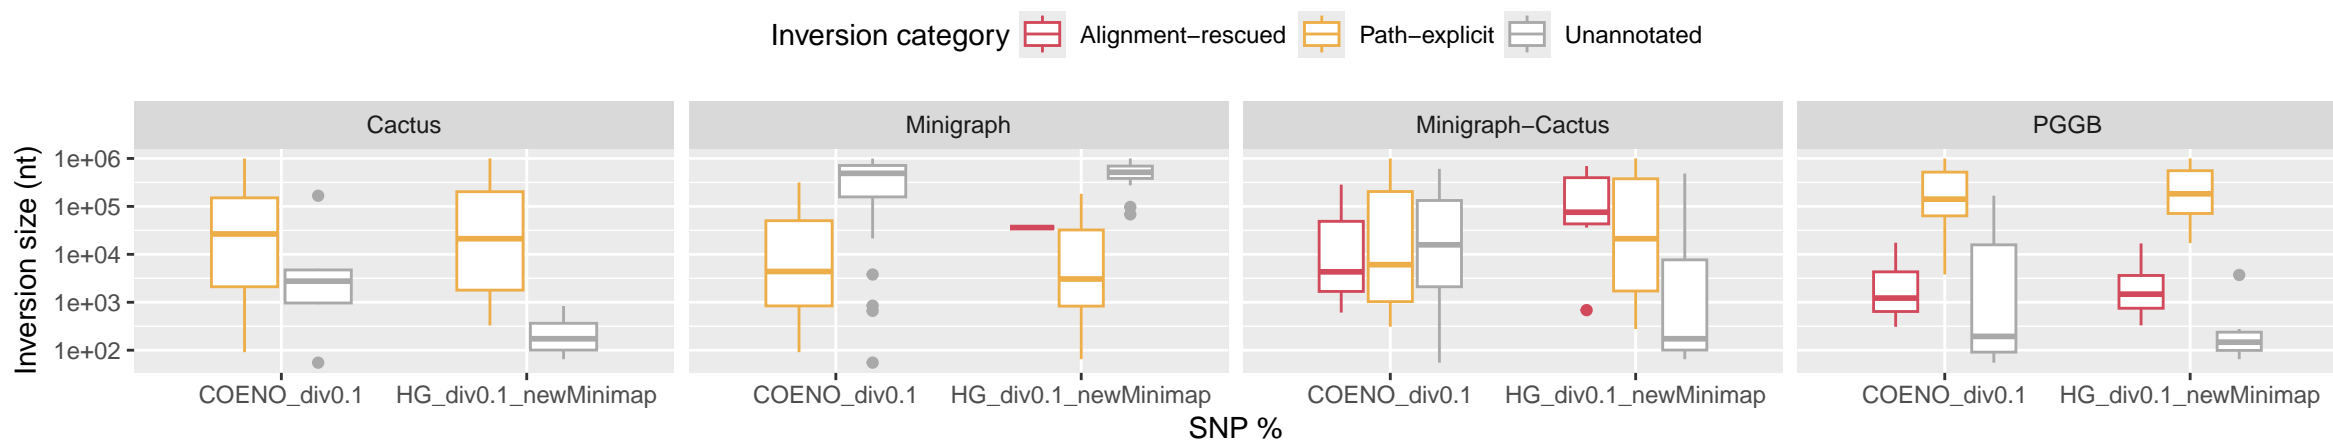 Inversion category Alignment−rescued Path−explicit Unannotated
Cactus Minigraph Minigraph−Cactus PGGB
Inversion size (nt)
1e+06
1e+05
1e+04
1e+03
1e+02
COENO_div0.1 HG_div0.1_newMinimap COENO_div0.1 HG_div0.1_newMinimap COENO_div0.1 HG_div0.1_newMinimap COENO_div0.1 HG_div0.1_newMinimap
SNP %